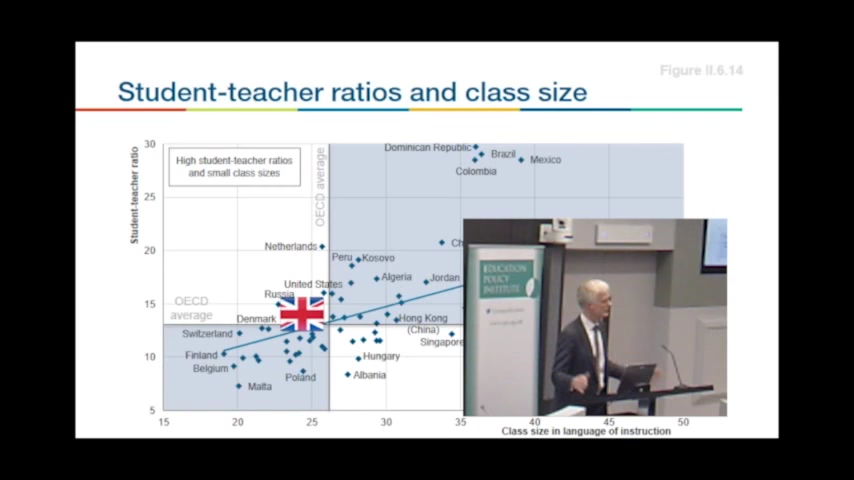 Figure II.6.14
Student-teacher ratios and class size
Student-teacher ratio
30
25
20
15
10
5
High student-teacher ratios
and small class sizes
OECD average
OECD
average
Dominican Republic
Brazil
Mexico
Colombia
Netherlands
Ch
Peru
Kosovo
Algeria
Jordan
United States
Russia
Denmark
Hong Kong
(China)
Switzerland
Singapore
Finland
Hungary
Belgium
Poland
Albania
Malta
15
20
25
30
35
40
45
50
Class size in language of instruction
EDUCATION
POLICY
INSTITUTE